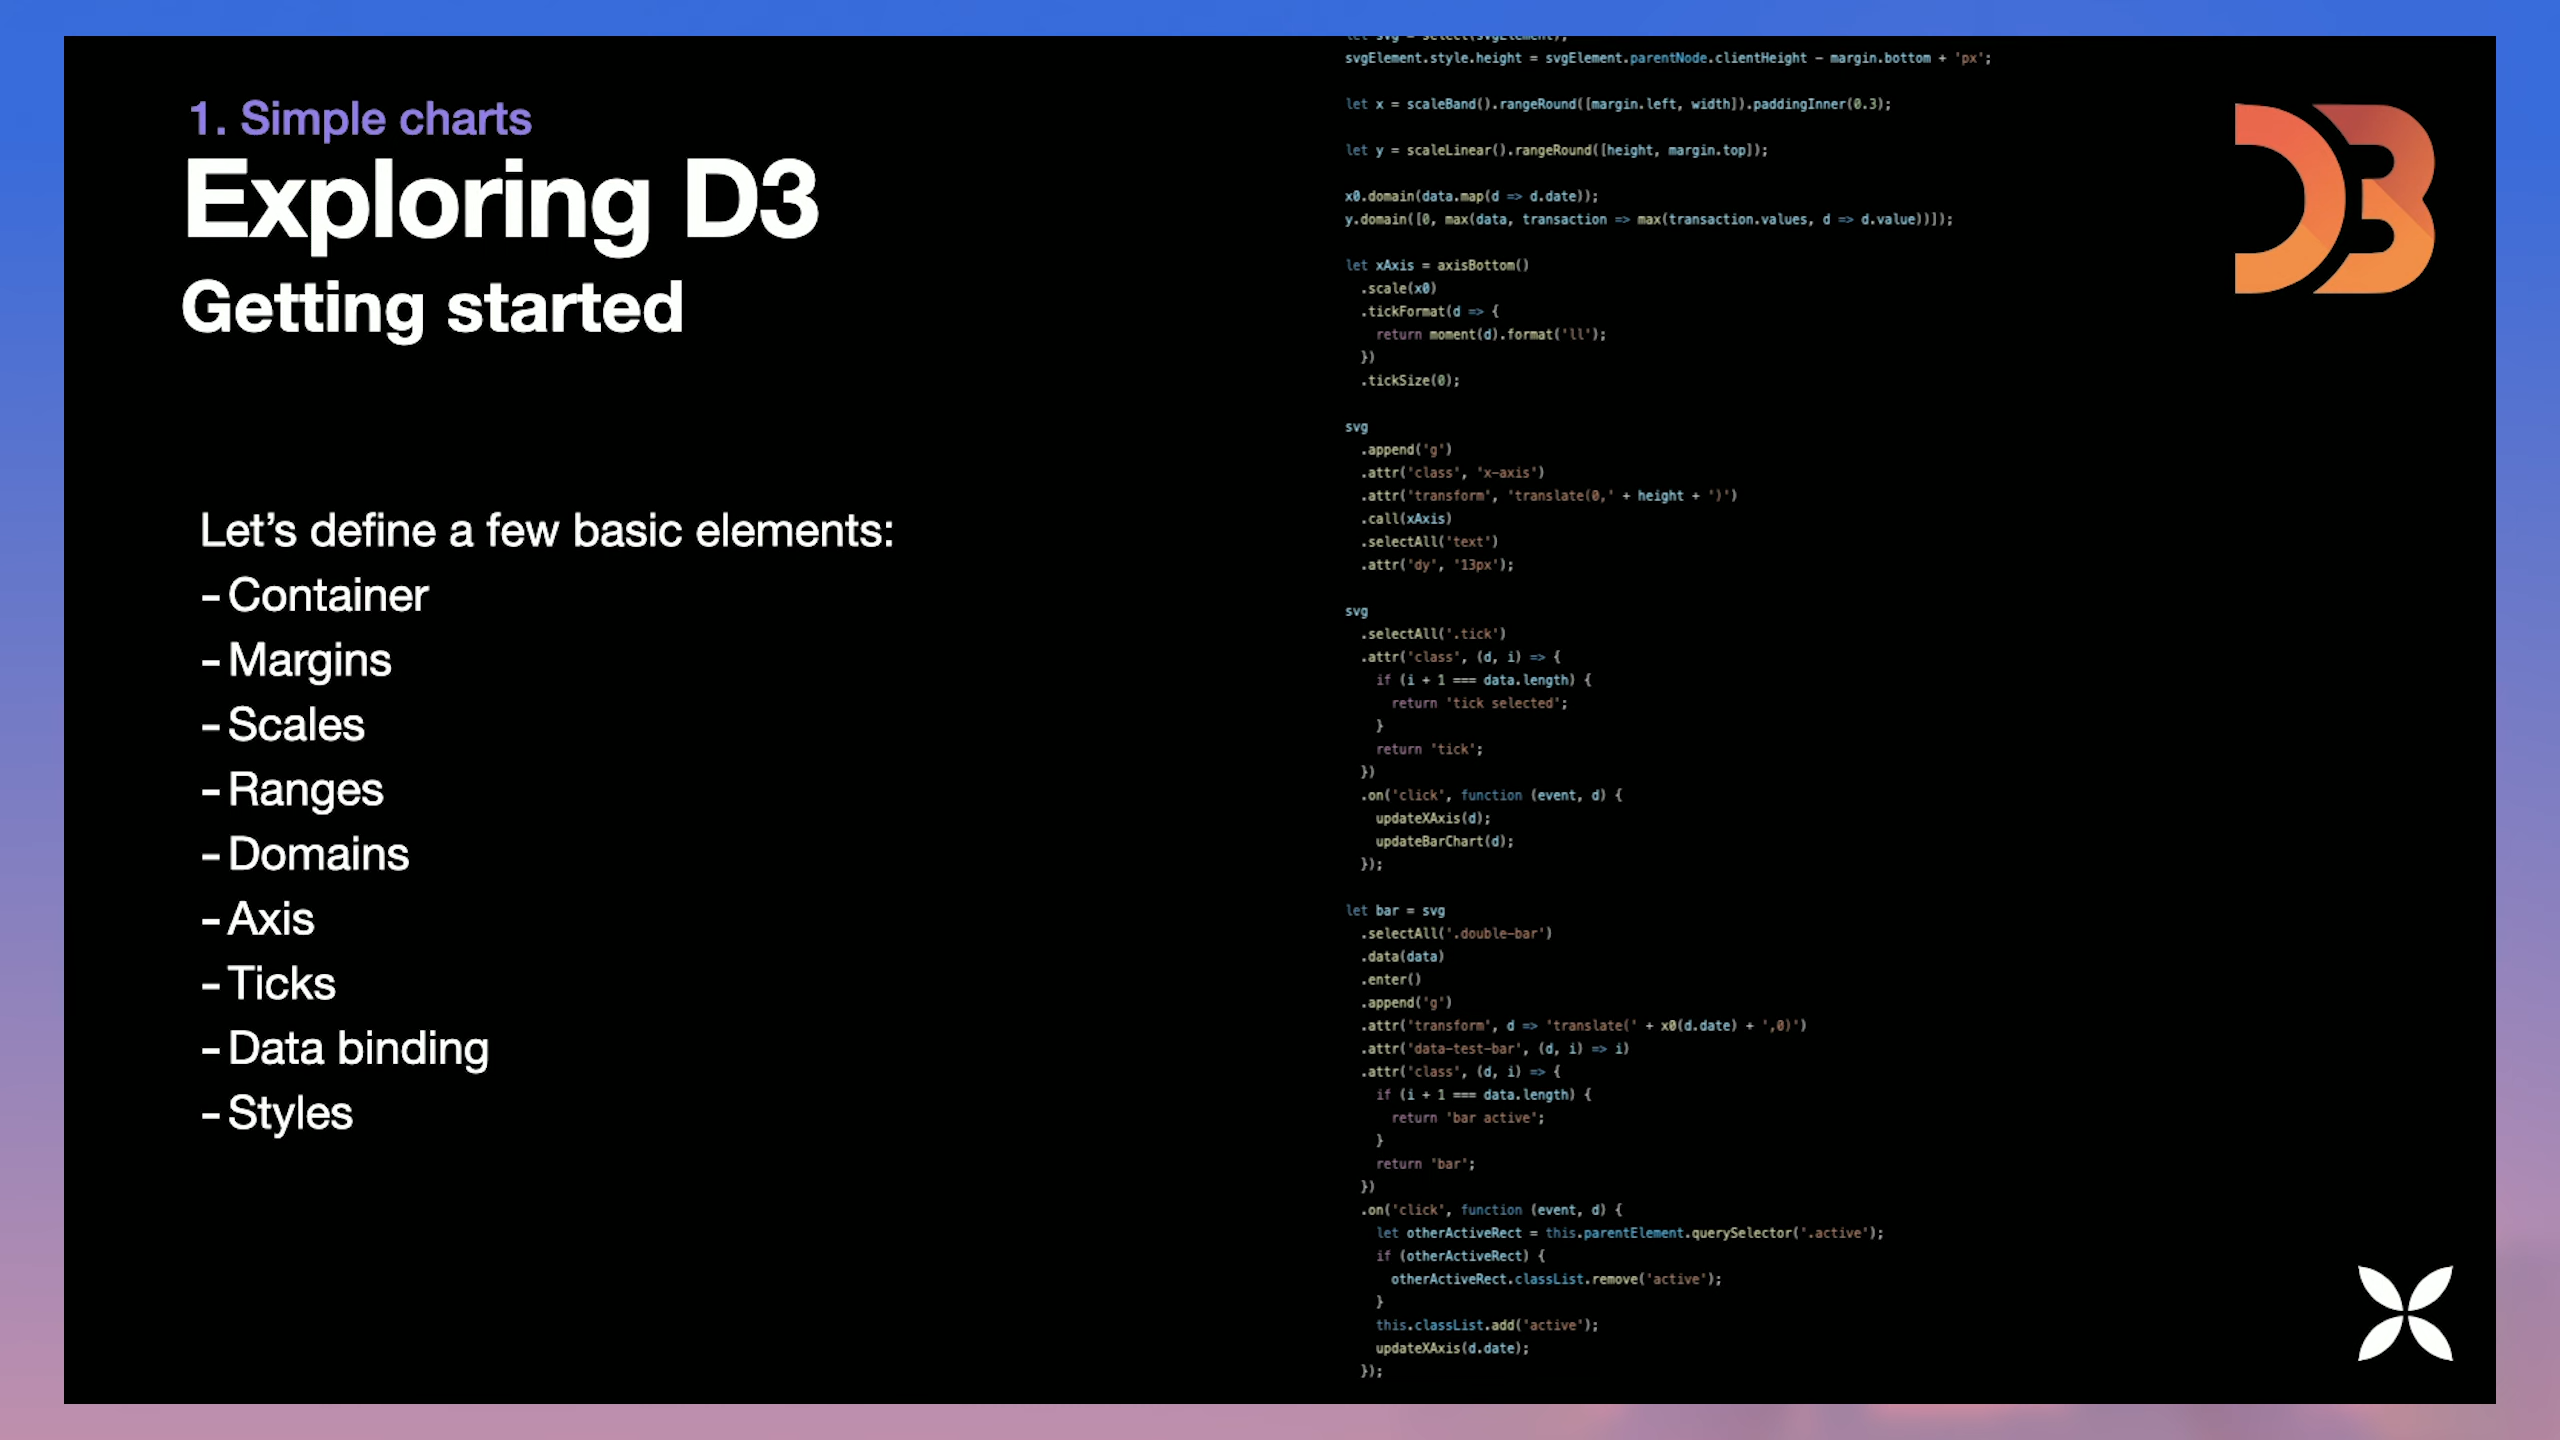 1. Simple charts
Exploring D3
Getting started
Let’s define a few basic elements:
- Container
- Margins
- Scales
- Ranges
- Domains
- Axis
- Ticks
- Data binding
- Styles
let svg = select(svgElement);
svgElement.style.height = svgElement.parentNode.clientHeight - margin.bottom + 'px';
let x = scaleBand().rangeRound([margin.left, width]).paddingInner(0.3);
let y = scaleLinear().rangeRound([height, margin.top]);
x0.domain(data.map(d => d.date));
y.domain([0, max(data, transaction => max(transaction.values, d => d.value))]);
let xAxis = axisBottom()
.scale(x0)
.tickFormat(d => {
return moment(d).format('ll');
})
.tickSize(0);
svg
.append('g')
.attr('class', 'x-axis')
.attr('transform', 'translate(0,' + height + ')')
.call(xAxis)
.selectAll('text')
.attr('dy', '13px');
svg
.selectAll('.tick')
.attr('class', (d, i) => {
if (i + 1 === data.length) {
return 'tick selected';
}
return 'tick';
})
.on('click', function (event, d) {
updateXAxis(d);
updateBarChart(d);
});
let bar = svg
.selectAll('.double-bar')
.data(data)
.enter()
.append('g')
.attr('transform', d => 'translate(' + x0(d.date) + ',0)')
.attr('data-test-bar', (d, i) => i)
.attr('class', (d, i) => {
if (i + 1 === data.length) {
return 'bar active';
}
return 'bar';
})
.on('click', function (event, d) {
let otherActiveRect = this.parentElement.querySelector('.active');
if (otherActiveRect) {
otherActiveRect.classList.remove('active');
}
this.classList.add('active');
updateXAxis(d.date);
});
D3